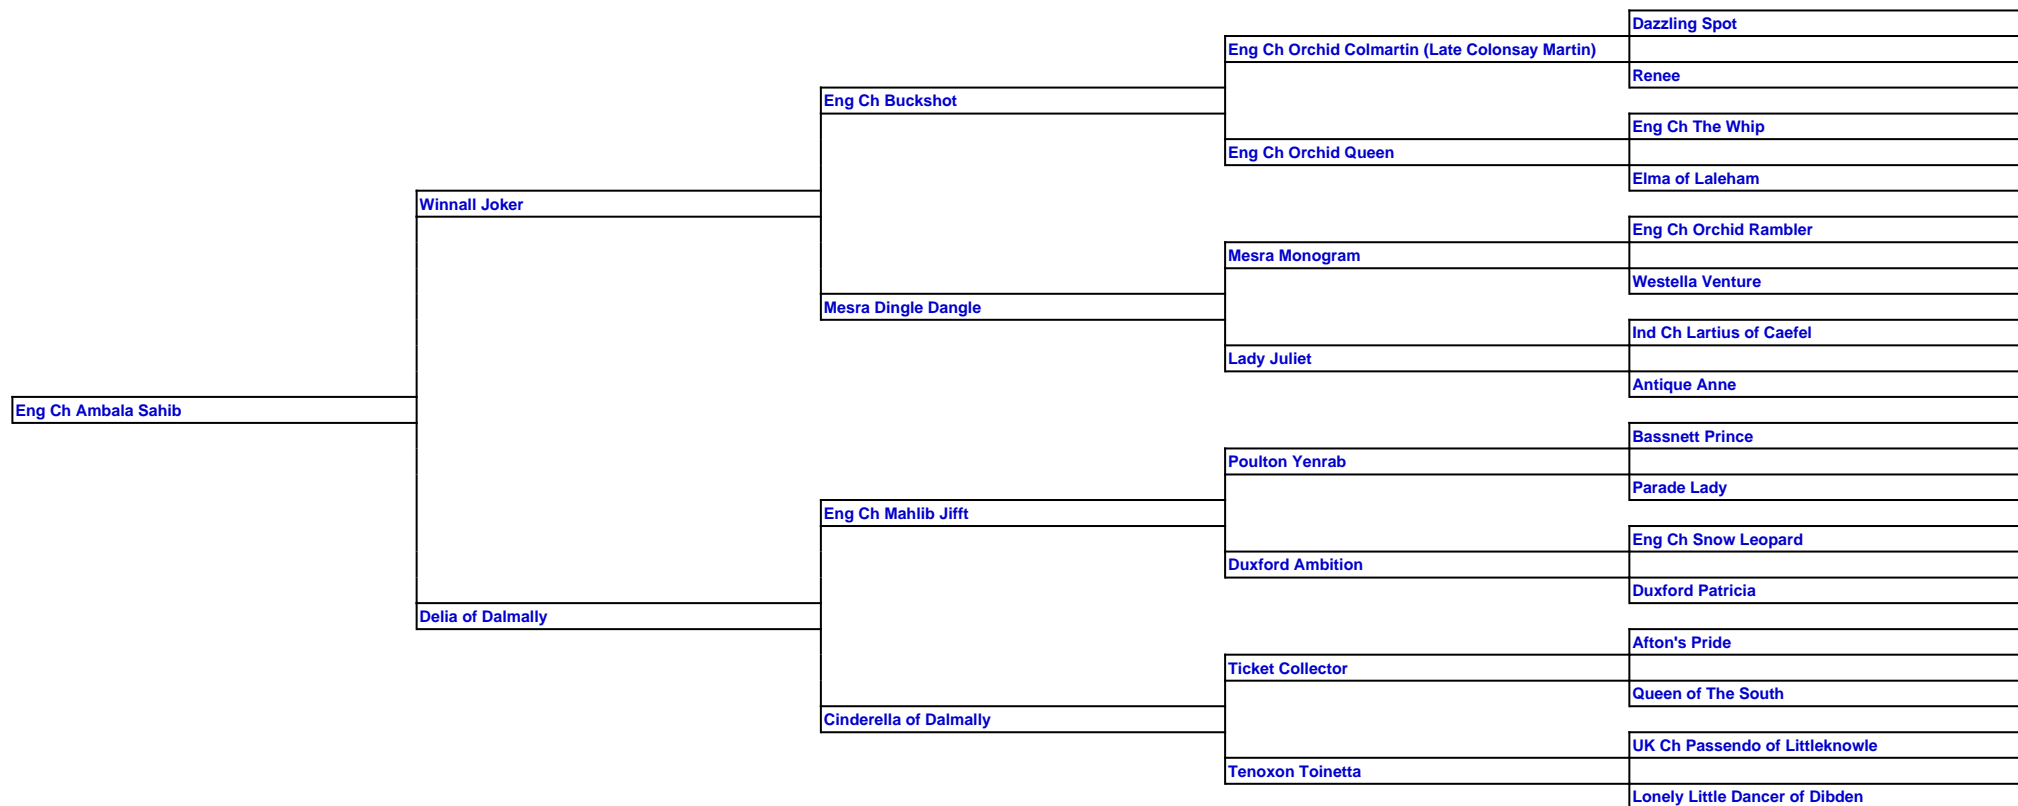 Dazzling Spot
Eng Ch Orchid Colmartin (Late Colonsay Martin)
Renee
Eng Ch Buckshot
Eng Ch The Whip
Eng Ch Orchid Queen
Elma of Laleham
Winnall Joker
Eng Ch Orchid Rambler
Mesra Monogram
Westella Venture
Mesra Dingle Dangle
Ind Ch Lartius of Caefel
Lady Juliet
Antique Anne
Eng Ch Ambala Sahib
Bassnett Prince
Poulton Yenrab
Parade Lady
Eng Ch Mahlib Jifft
Eng Ch Snow Leopard
Duxford Ambition
Duxford Patricia
Delia of Dalmally
Afton's Pride
Ticket Collector
Queen of The South
Cinderella of Dalmally
UK Ch Passendo of Littleknowle
Tenoxon Toinetta
Lonely Little Dancer of Dibden